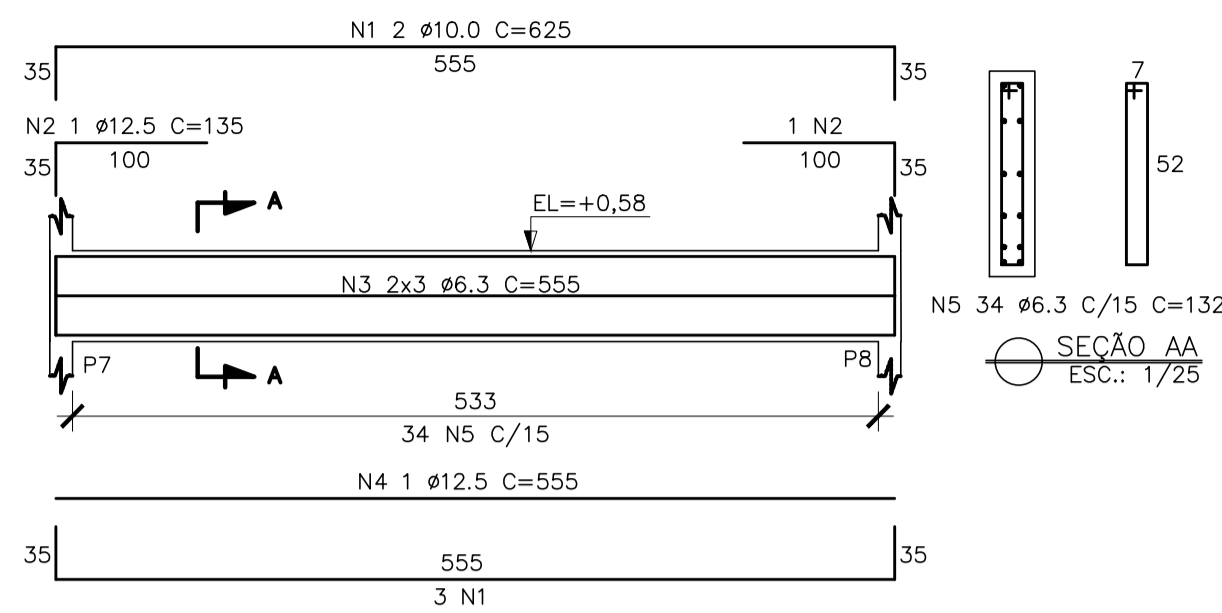 N1 2 ø10.0 C=625
555
35
35
N2 1 ø12.5 C=135
100
35
1 N2
100
35
7
52
A
EL=+0,58
N3 2x3 ø6.3 C=555
N5 34 ø6.3 C/15 C=132
SEÇÃO AA
ESC.: 1/25
P7
A
P8
533
34 N5 C/15
N4 1 ø12.5 C=555
35
555
35
3 N1